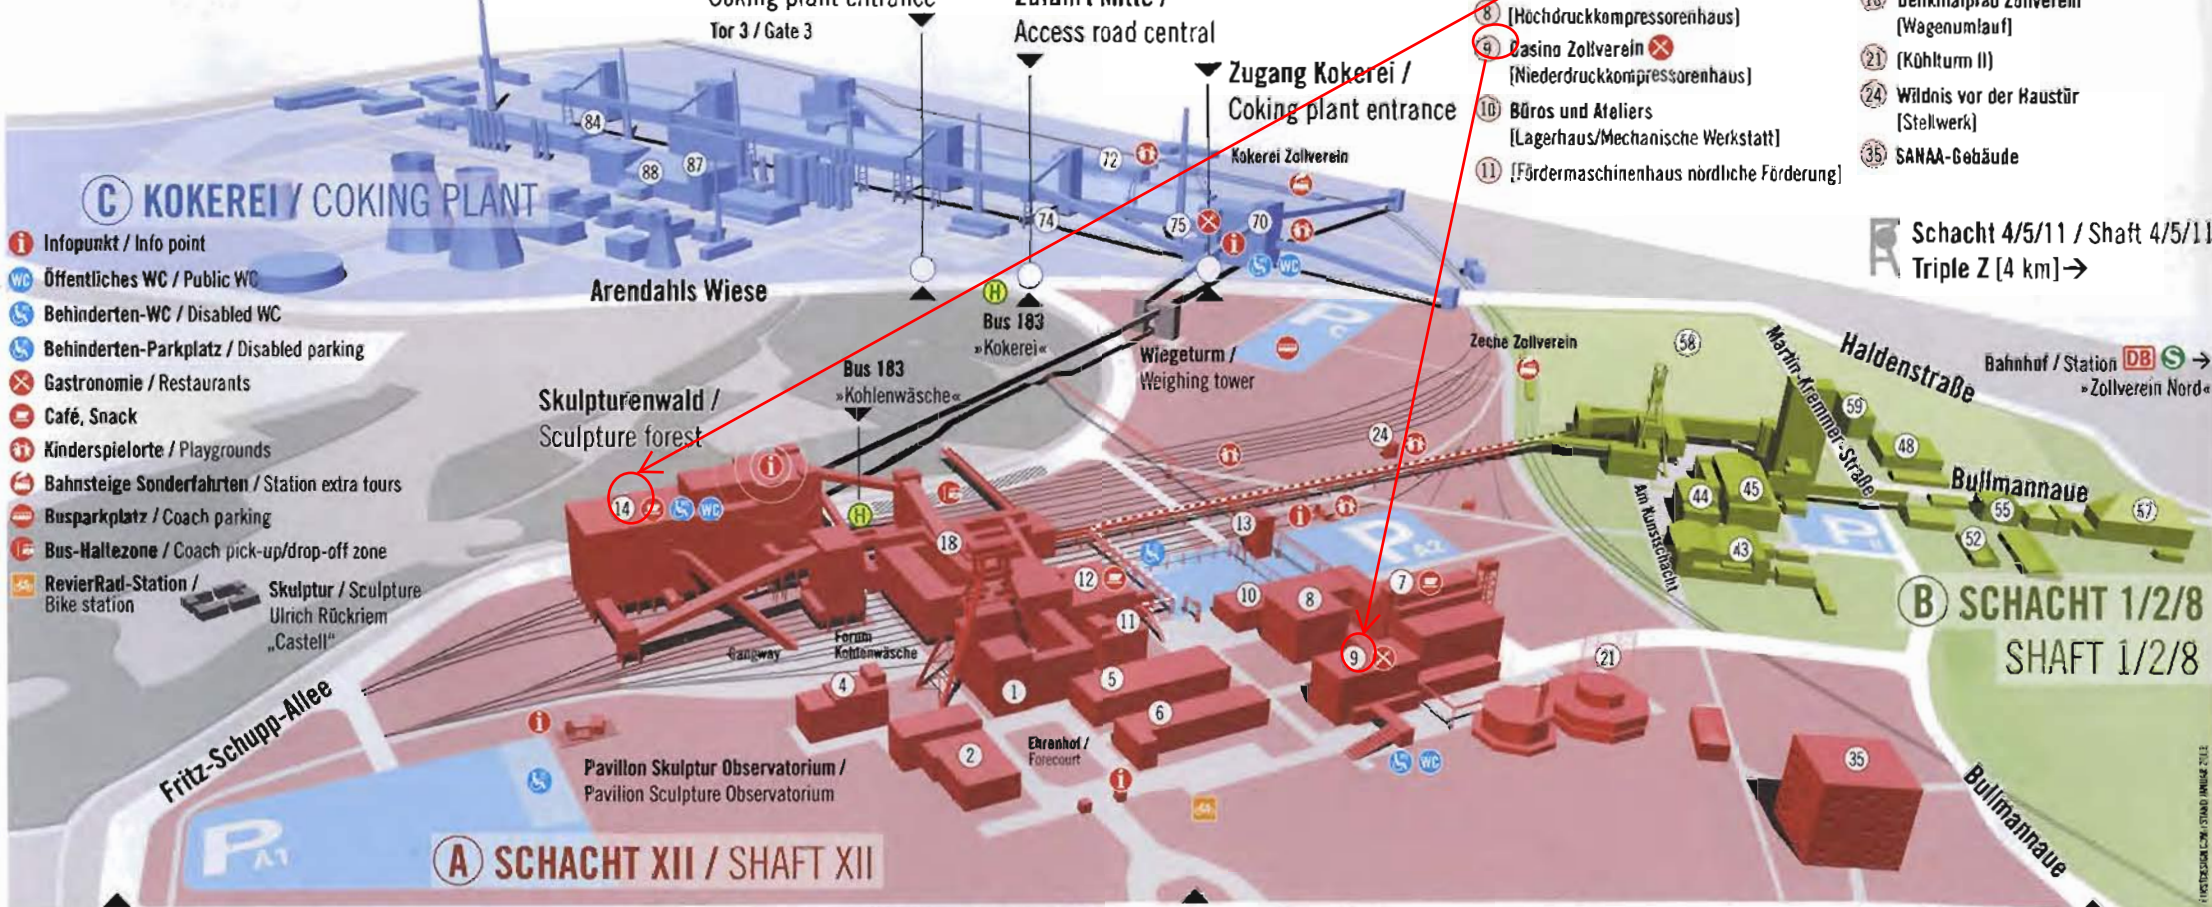 Coking plant entrance
Tor 3 / Gate 3
Zufahrt Mitte /
Access road central
Zugang Kokerei /
Coking plant entrance
Kokerei Zollverein
8 [Hochdruckkompressorenhaus]
9 Casino Zollverein
[Niederdruckkompressorenhaus]
10 Büros und Ateliers
[Lagerhaus/Mechanische Werkstatt]
11 [Fördermaschinenhaus nördliche Förderung]
Denkmalpfad Zollverein
[Wagenumlauf]
21 [Kühlturm II]
24 Wildnis vor der Haustür
[Stellwerk]
35 SANAA-Gebäude
Schacht 4/5/11 / Shaft 4/5/11
Triple Z [4 km]→
C KOKEREI / COKING PLANT
84
88
87
72
74
75
70
i
WC
i Infopunkt / Info point
WC Öffentliches WC / Public WC
Behinderten-WC / Disabled WC
Behinderten-Parkplatz / Disabled parking
Gastronomie / Restaurants
Café, Snack
Kinderspielorte / Playgrounds
Bahnsteige Sonderfahrten / Station extra tours
Busparkplatz / Coach parking
Bus-Haltezone / Coach pick-up/drop-off zone
RevierRad-Station /
Bike station
Skulptur / Sculpture
Ulrich Rückriem
„Castell“
Arendahls Wiese
H
Bus 183
»Kokerei«
Bus 183
»Kohlenwäsche«
H
Wiegeturm /
Weighing tower
P C
Skulpturenwald /
Sculpture forest
Zeche Zollverein
58
Martin-Kremmer-Straße
Haldenstraße
Bahnhof / Station DB S →
»Zollverein Nord«
59
48
Bullmannaue
44
45
43
55
57
52
P
Am Kunstschacht
B SCHACHT 1/2/8
SHAFT 1/2/8
i
14
WC
18
24
13
i
P A2
12
11
10
8
7
9
21
Gangway
Forum
Kohlenwäsche
4
1
5
6
2
Ehrenhof /
Forecourt
i
WC
35
Bullmannaue
Fritz-Schupp-Allee
i
Pavillon Skulptur Observatorium /
Pavilion Sculpture Observatorium
P A1
A SCHACHT XII / SHAFT XII